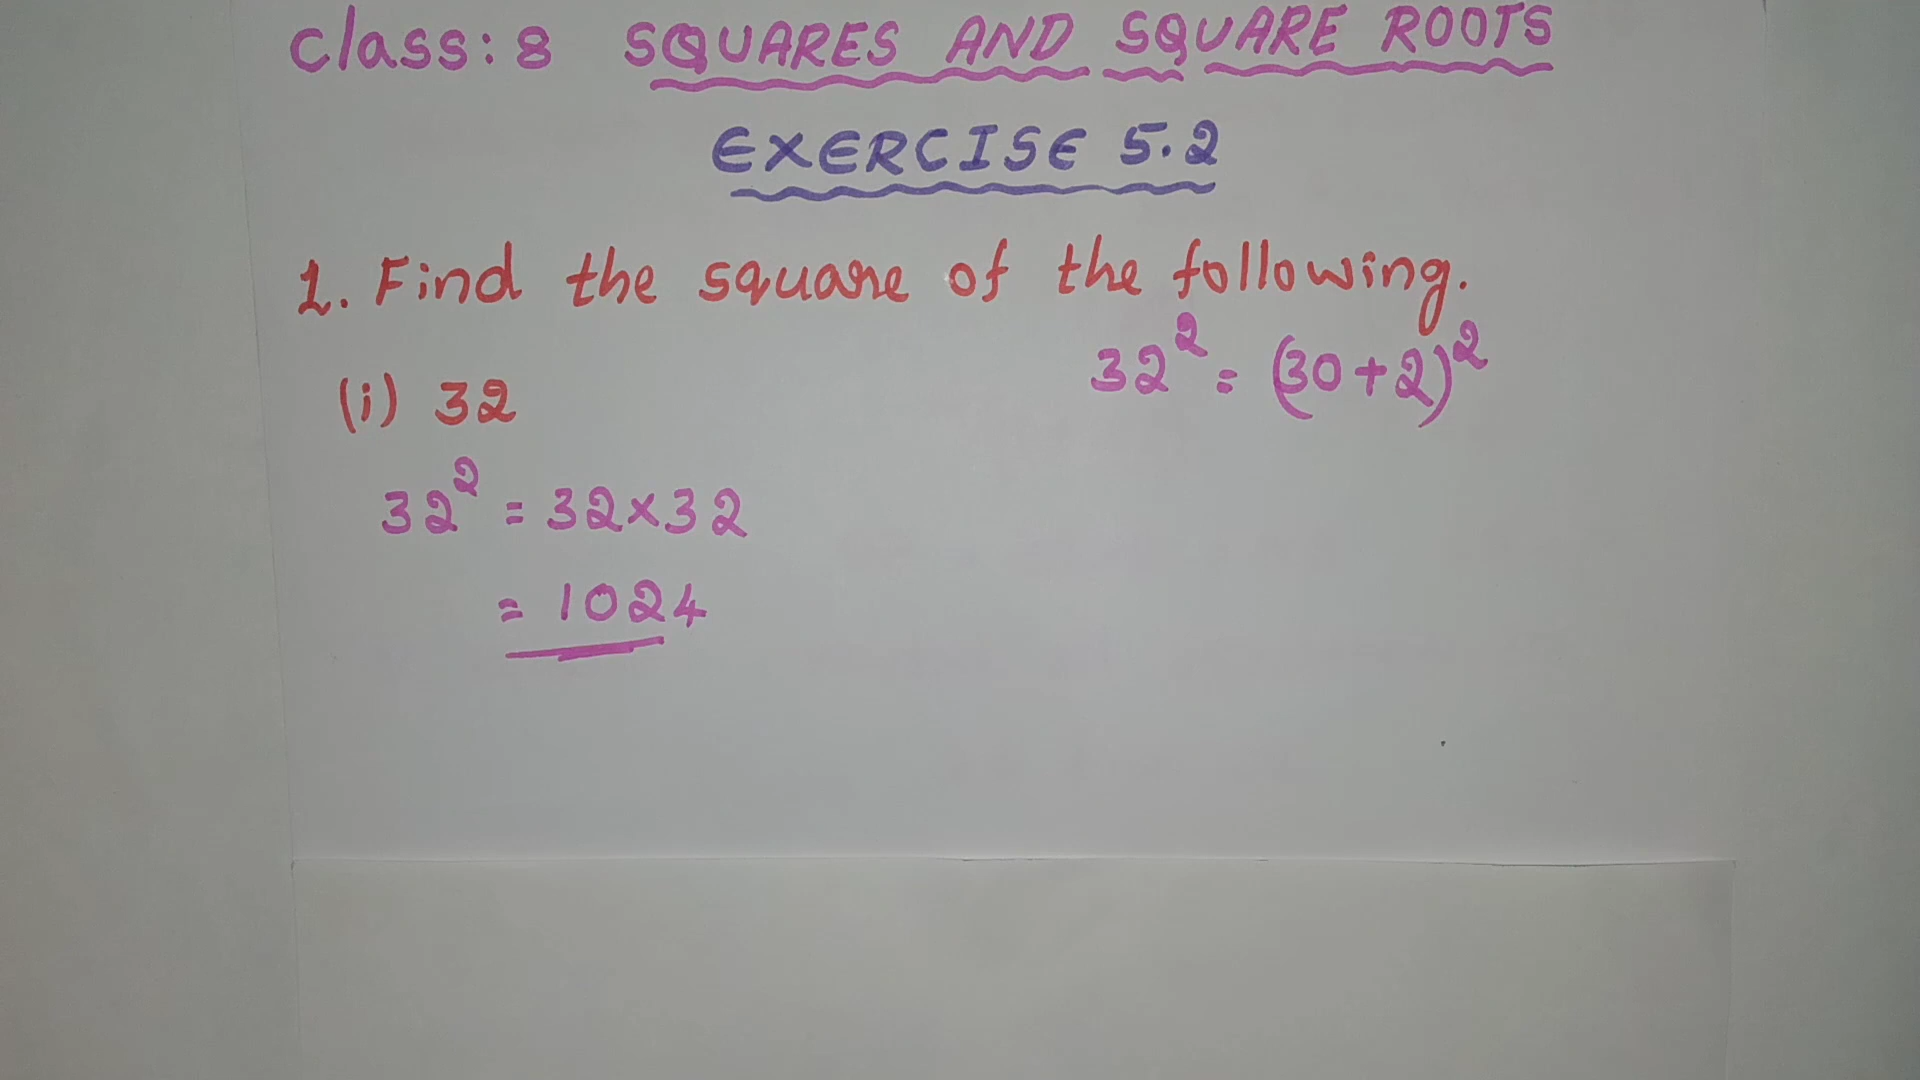 class: 8 SQUARES AND SQUARE ROOTS
EXERCISE 5.2
1. Find the square of the following.
(i) 32
32² = 32×32
= 1024
32² = (30+2)²